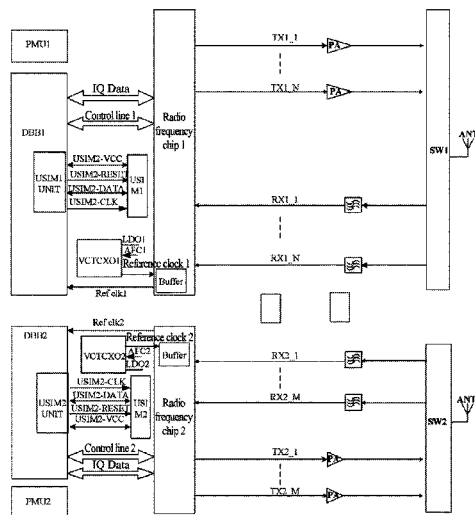 PMU1
TX1_1
PA
IQ Data
TX1_N
PA
Control line 1
DBB1
Radio
frequency
chip 1
ANT
SW1
USIM2-VCC
USIM2-RESET
USIM2-DATA
USIM2-CLK
USIM1
UNIT
USI
M1
RX1_1
LDO1
AFC1
VCTCXO1
Reference clock 1
RX1_N
Buffer
Ref clk1
DBB2
Ref clk2
Reference clock 2
AFC2
VCTCXO2
LDO2
Buffer
RX2_1
USIM2-CLK
USIM2-DATA
USIM2-RESET
USIM2-VCC
USIM2
UNIT
USI
M2
Radio
frequency
chip 2
RX2_M
ANT
SW2
Control line 2
IQ Data
TX2_1
PA
TX2_M
PA
PMU2